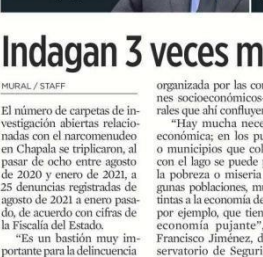 Indagan 3 veces m
MURAL / STAFF
El número de carpetas de in-
vestigación abiertas relacio-
nadas con el narcomenudeo
en Chapala se triplicaron, al
pasar de ocho entre agosto
de 2020 y enero de 2021, a
25 denuncias registradas de
agosto de 2021 a enero pasa-
do, de acuerdo con cifras de
la Fiscalía del Estado.
"Es un bastión muy im-
portante para la delincuencia
organizada por las con
nes socioeconómicos-
rales que ahí confluyen
"Hay mucha nece
económica; en los pu
o municipios que col
con el lago se puede
la pobreza o miseria
gunas poblaciones, m
tintas a la economía de
por ejemplo, que tien
economía pujante",
Francisco Jiménez, d
servatorio de Seguri